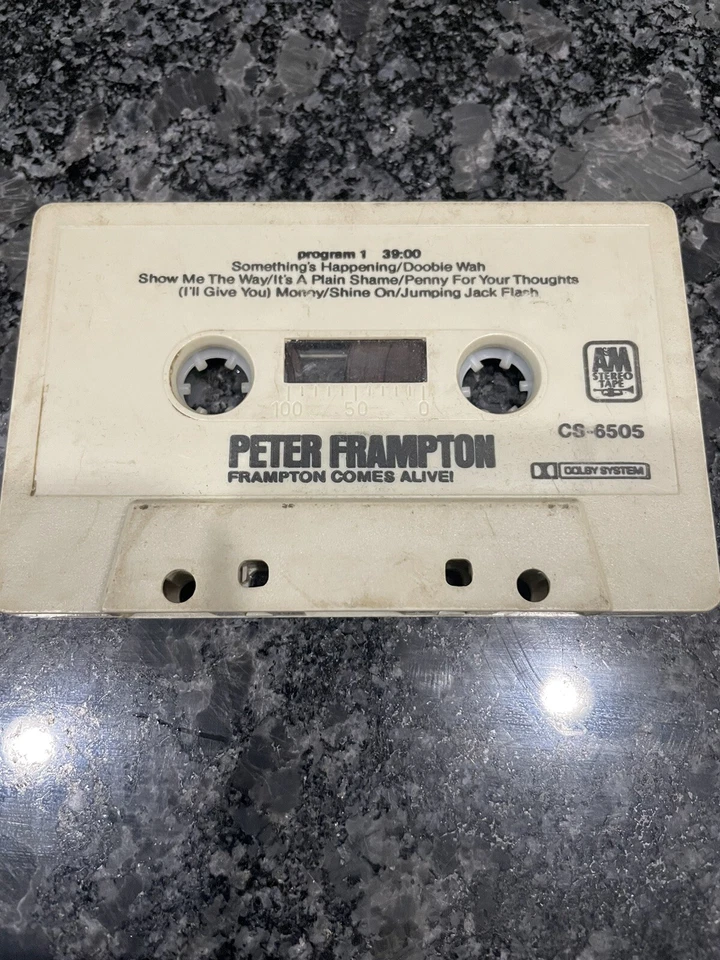 program 1 39:00
Something's Happening/Doobie Wah
Show Me The Way/It's A Plain Shame/Penny For Your Thoughts
(I'll Give You) Money/Shine On/Jumping Jack Flash
100 50 0
A&M
STEREO
TAPE
CS-6505
PETER FRAMPTON
FRAMPTON COMES ALIVE!
DOLBY SYSTEM